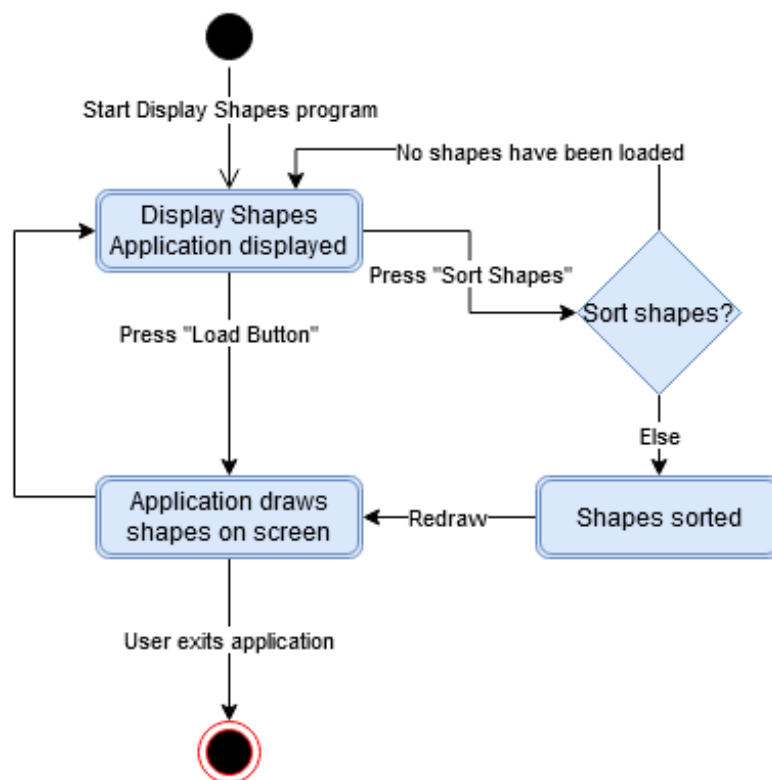 Start Display Shapes program
No shapes have been loaded
Display Shapes
Application displayed
Press "Sort Shapes"
Sort shapes?
Press "Load Button"
Else
Application draws
shapes on screen
Redraw
Shapes sorted
User exits application